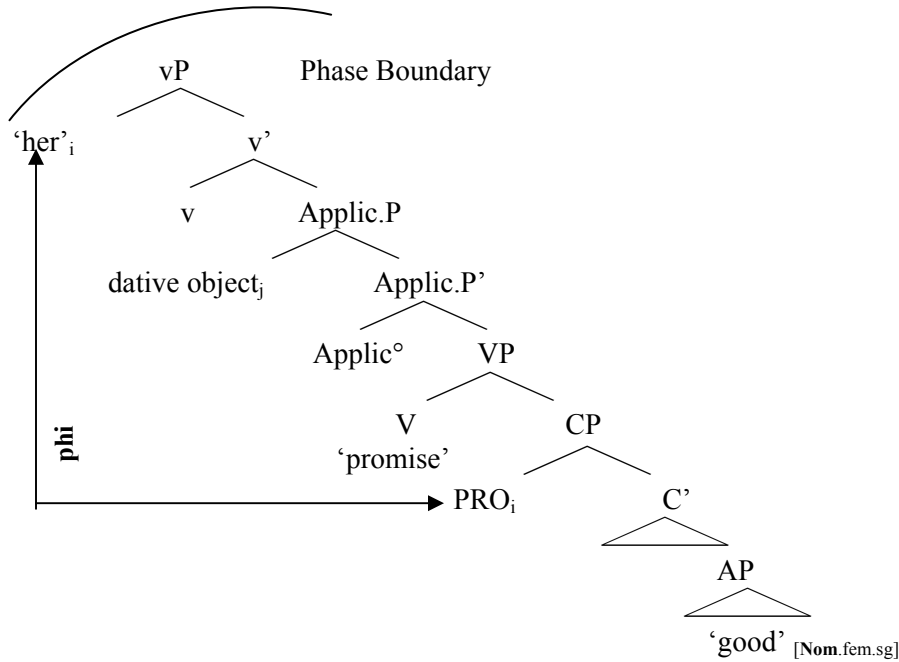 vP Phase Boundary
‘her’i v’
v Applic.P
dative objectj Applic.P’
Applic° VP
V CP
‘promise’
phi
PROi C’
AP
‘good’ [Nom.fem.sg]